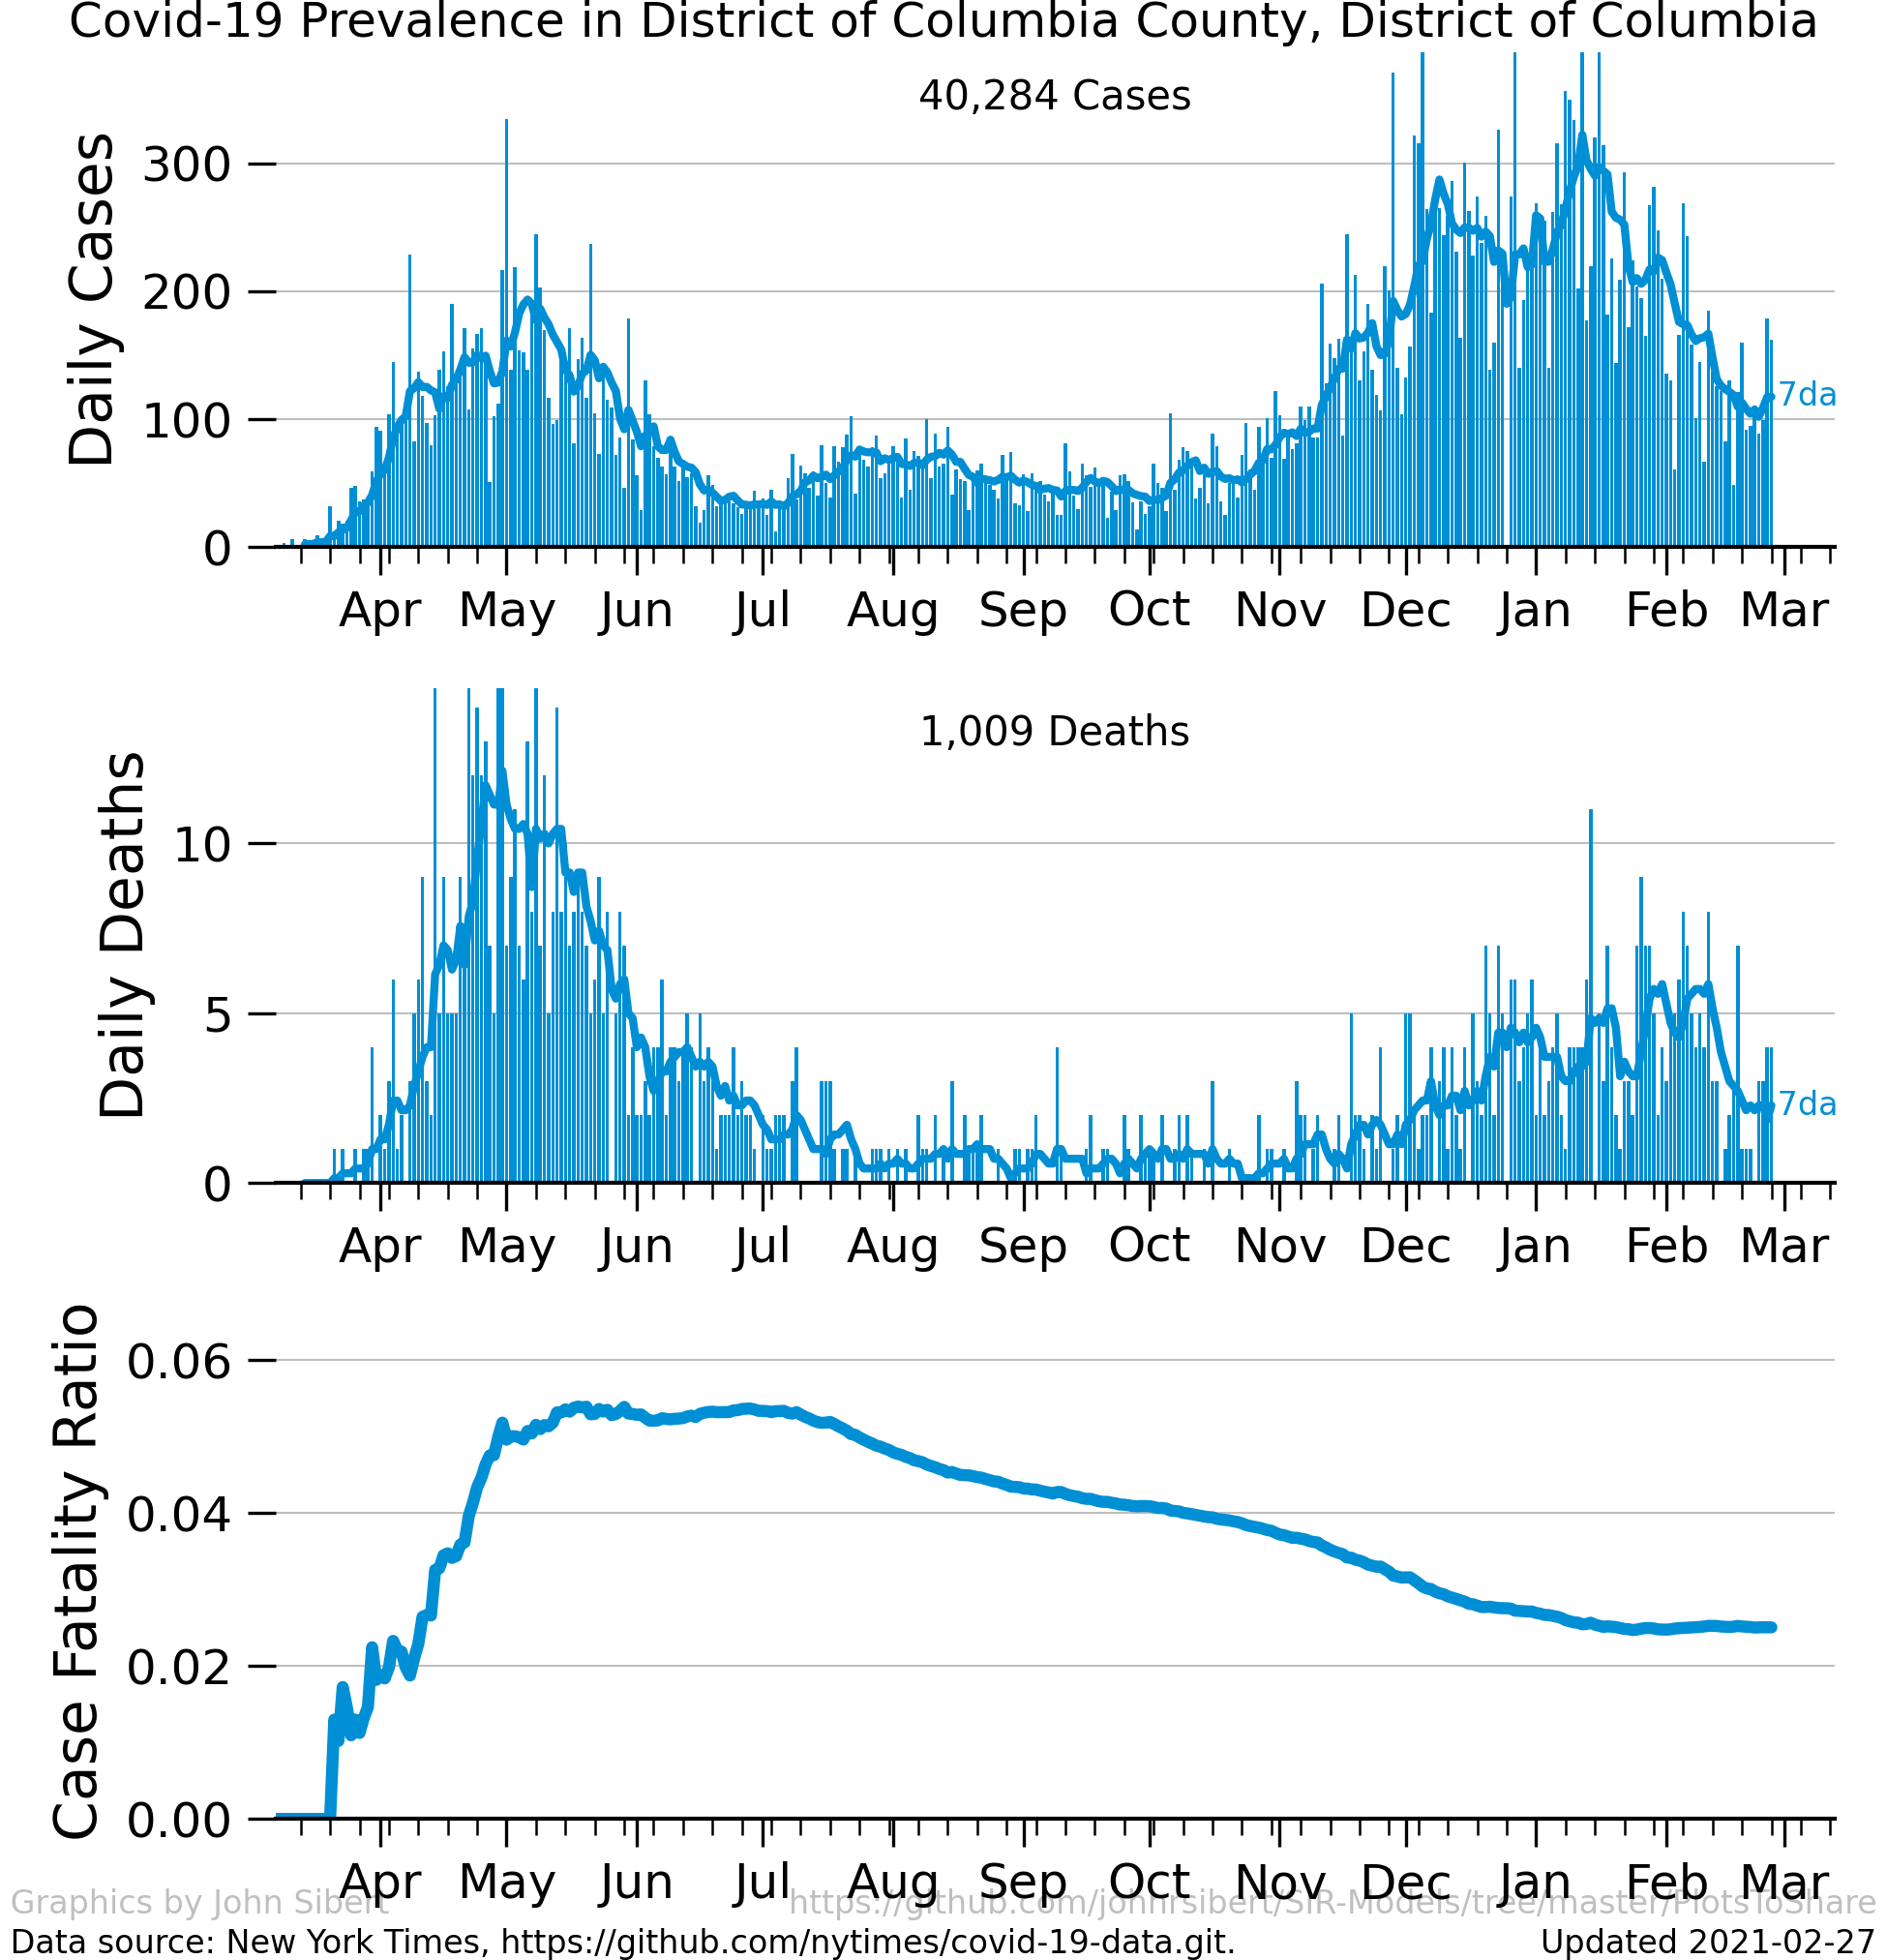 Covid-19 Prevalence in District of Columbia County, District of Columbia
40,284 Cases
Daily Cases
300
200
100
0
7da
Apr May Jun Jul Aug Sep Oct Nov Dec Jan Feb Mar
1,009 Deaths
Daily Deaths
10
5
0
7da
Apr May Jun Jul Aug Sep Oct Nov Dec Jan Feb Mar
Case Fatality Ratio
0.06
0.04
0.02
0.00
Apr May Jun Jul Aug Sep Oct Nov Dec Jan Feb Mar
Graphics by John Sibert https://github.com/johnrsibert/SIR-Models/tree/master/PlotsToShare
Data source: New York Times, https://github.com/nytimes/covid-19-data.git. Updated 2021-02-27